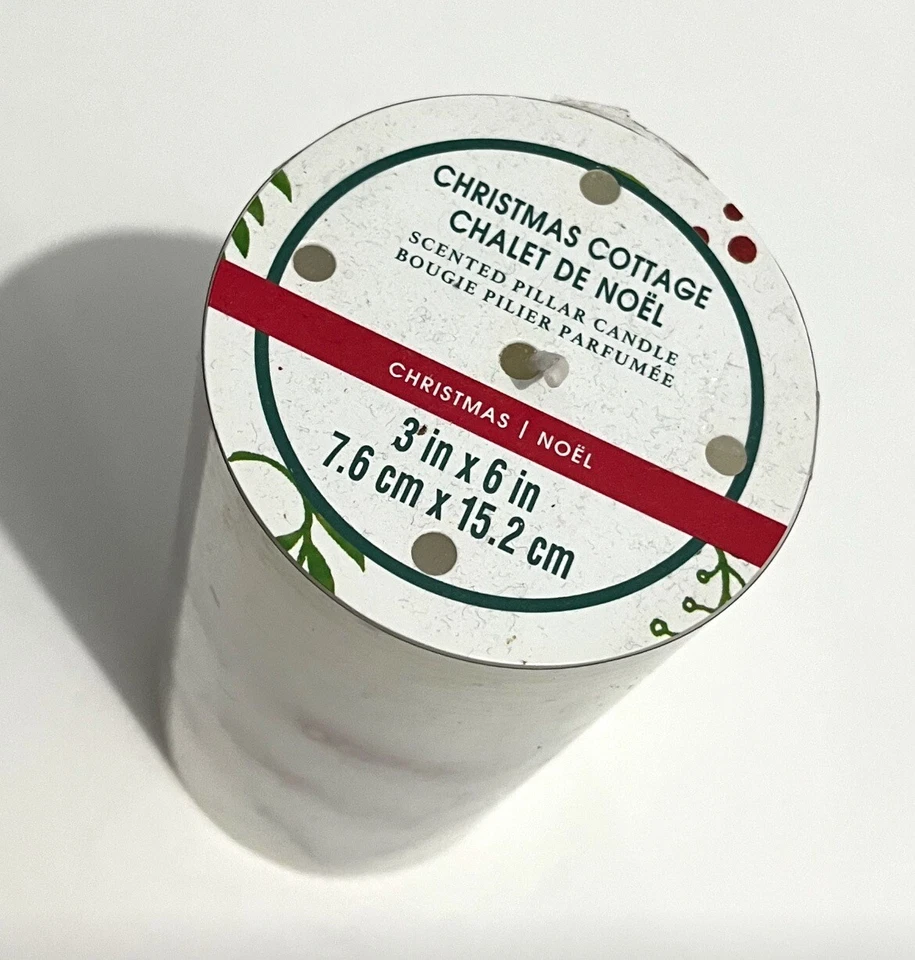 CHRISTMAS COTTAGE
CHALET DE NOËL
SCENTED PILLAR CANDLE
BOUGIE PILIER PARFUMÉE
CHRISTMAS | NOËL
3 in x 6 in
7.6 cm x 15.2 cm